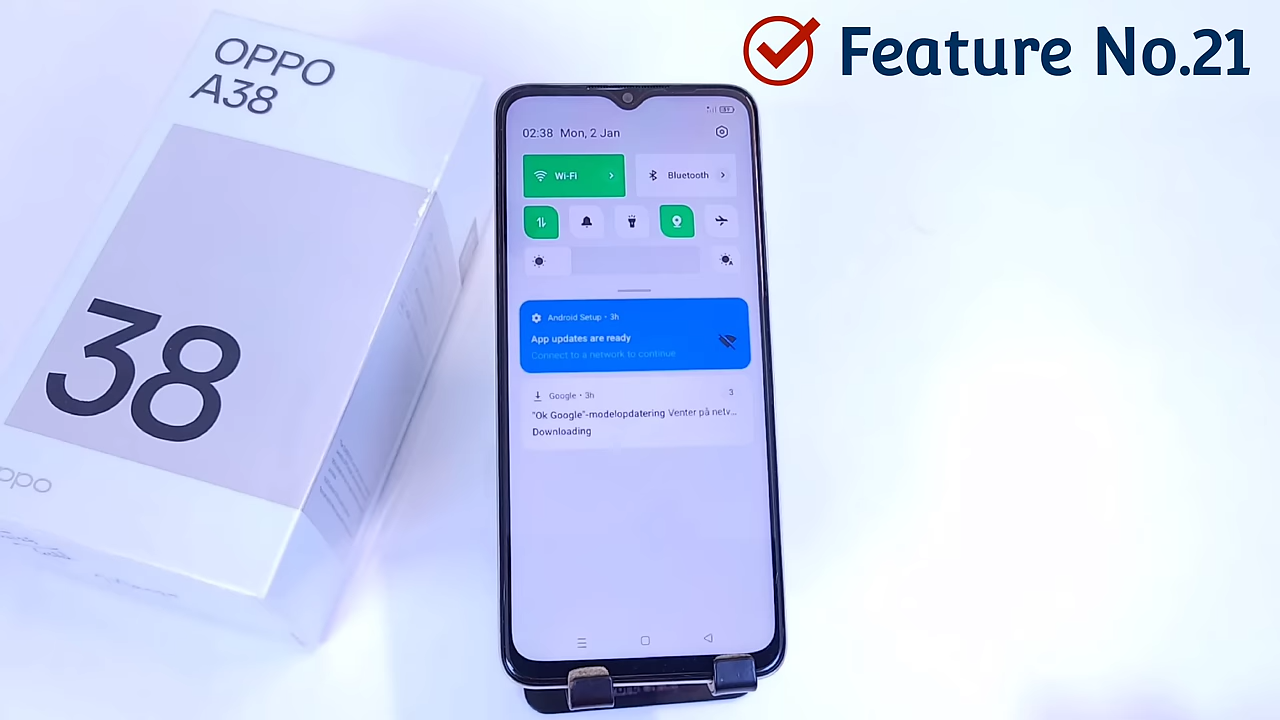 Feature No.21
OPPO
A38
38
oppo
02:38 Mon, 2 Jan
Wi-Fi
Bluetooth
Android Setup • 3h
App updates are ready
Connect to a network to continue
Google • 3h
3
"Ok Google"-modelopdatering Venter på netv...
Downloading